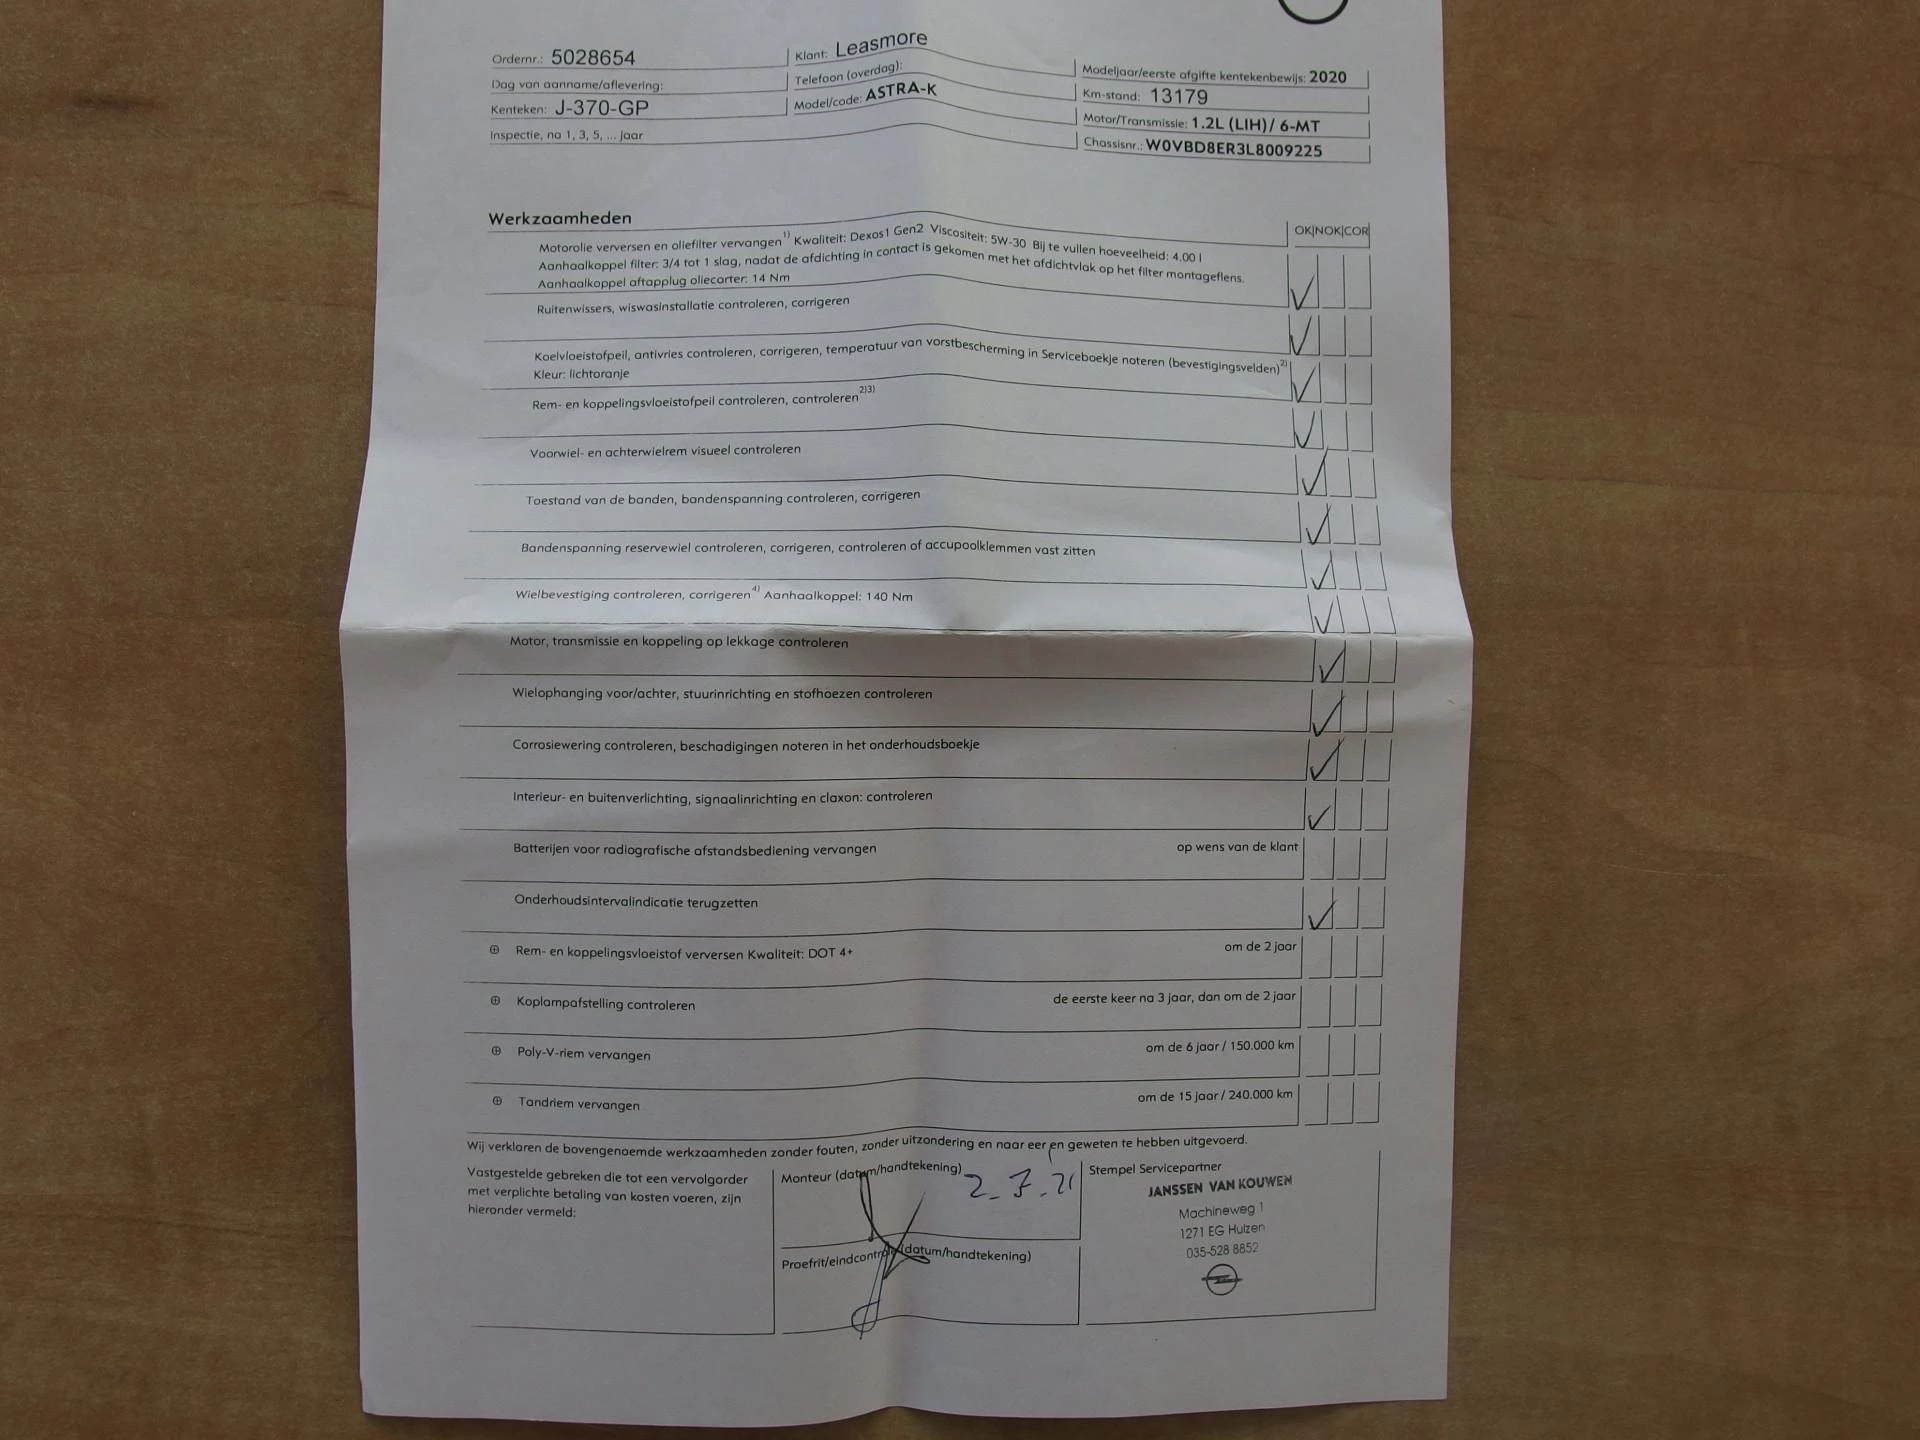 Ordernr.: 5028654
Klant: Leasmore
Dag van aanname/aflevering:
Telefoon (overdag):
Modeljaar/eerste afgifte kentekenbewijs: 2020
Kenteken: J-370-GP
Model/code: ASTRA-K
Km-stand: 13179
Inspectie, na 1, 3, 5, ... jaar
Motor/Transmissie: 1.2L (LIH) / 6-MT
Chassisnr.: W0VBD8ER3L8009225
Werkzaamheden
OK|NOK|COR
Motorolie verversen en oliefilter vervangen1) Kwaliteit: Dexos1 Gen2 Viscositeit: 5W-30 Bij te vullen hoeveelheid: 4.00 l
Aanhaalkoppel filter: 3/4 tot 1 slag, nadat de afdichting in contact is gekomen met het afdichtvlak op het filter montageflens.
Aanhaalkoppel aftapplug oliecarter: 14 Nm
Ruitenwissers, wiswasinstallatie controleren, corrigeren
Koelvloeistofpeil, antivries controleren, corrigeren, temperatuur van vorstbescherming in Serviceboekje noteren (bevestigingsvelden)2)
Kleur: lichtoranje
Rem- en koppelingsvloeistofpeil controleren, controleren2)3)
Voorwiel- en achterwielrem visueel controleren
Toestand van de banden, bandenspanning controleren, corrigeren
Bandenspanning reservewiel controleren, corrigeren, controleren of accupoolklemmen vast zitten
Wielbevestiging controleren, corrigeren4) Aanhaalkoppel: 140 Nm
Motor, transmissie en koppeling op lekkage controleren
Wielophanging voor/achter, stuurinrichting en stofhoezen controleren
Corrosiewering controleren, beschadigingen noteren in het onderhoudsboekje
Interieur- en buitenverlichting, signaalinrichting en claxon: controleren
Batterijen voor radiografische afstandsbediening vervangen op wens van de klant
Onderhoudsintervalindicatie terugzetten
⊕ Rem- en koppelingsvloeistof verversen Kwaliteit: DOT 4+ om de 2 jaar
⊕ Koplampafstelling controleren de eerste keer na 3 jaar, dan om de 2 jaar
⊕ Poly-V-riem vervangen om de 6 jaar / 150.000 km
⊕ Tandriem vervangen om de 15 jaar / 240.000 km
Wij verklaren de bovengenoemde werkzaamheden zonder fouten, zonder uitzondering en naar eer en geweten te hebben uitgevoerd.
Vastgestelde gebreken die tot een vervolgorder
met verplichte betaling van kosten voeren, zijn
hieronder vermeld:
Monteur (datum/handtekening)
2-7-21
Proefrit/eindcontrole (datum/handtekening)
Stempel Servicepartner
JANSSEN VAN KOUWEN
Machineweg 1
1271 EG Huizen
035-528 8852